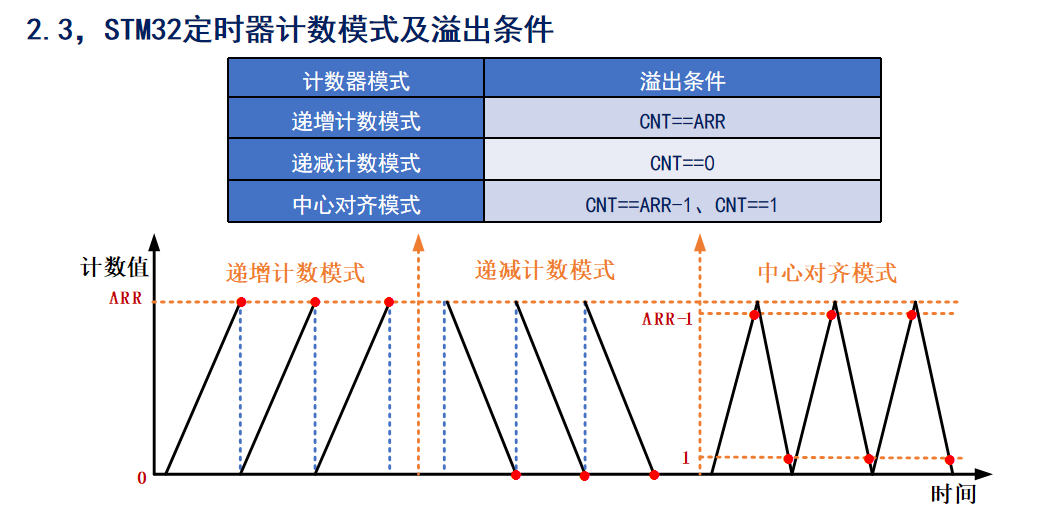 2.3，STM32定时器计数模式及溢出条件
计数器模式 溢出条件
递增计数模式 CNT==ARR
递减计数模式 CNT==0
中心对齐模式 CNT==ARR-1、CNT==1
计数值 递增计数模式 递减计数模式 中心对齐模式
ARR
ARR-1
1
0
时间